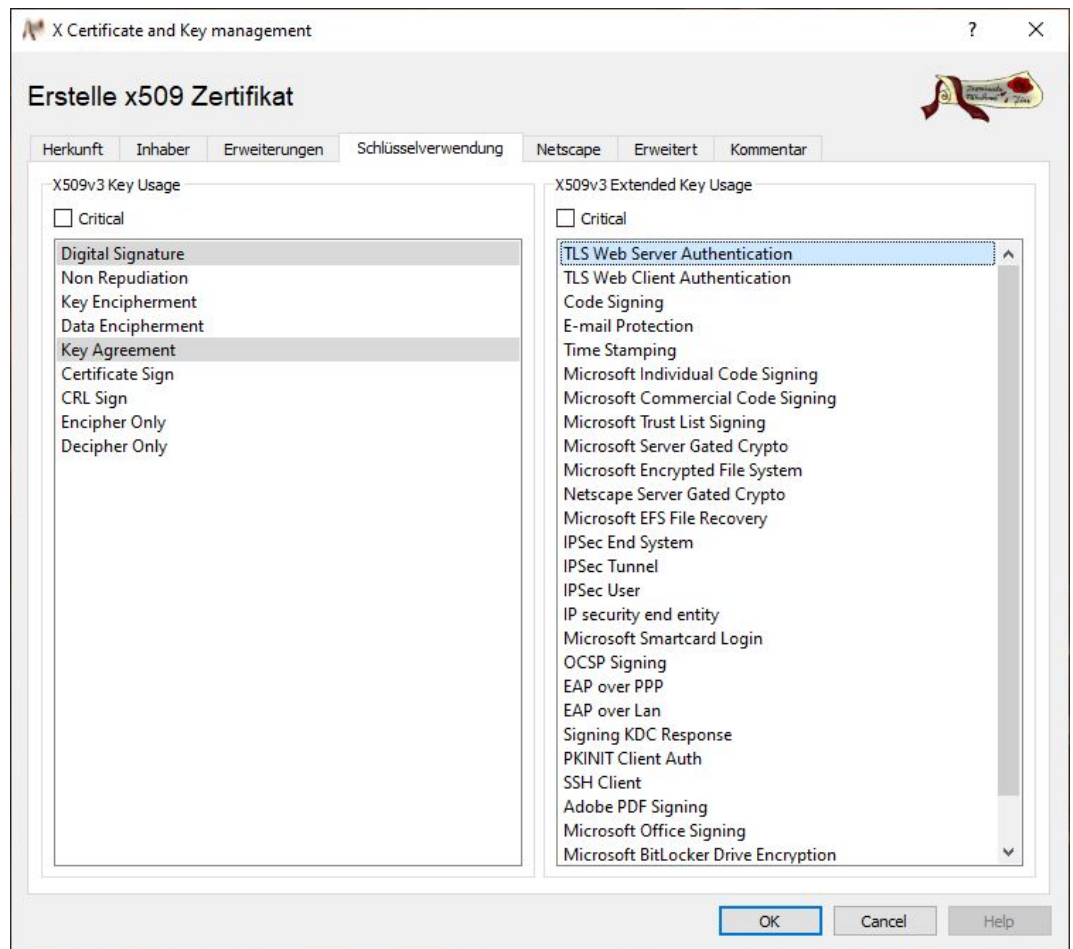 X Certificate and Key management
?
Erstelle x509 Zertifikat
Herkunft Inhaber Erweiterungen Schlüsselverwendung Netscape Erweitert Kommentar
X509v3 Key Usage
Critical
Digital Signature
Non Repudiation
Key Encipherment
Data Encipherment
Key Agreement
Certificate Sign
CRL Sign
Encipher Only
Decipher Only
X509v3 Extended Key Usage
Critical
TLS Web Server Authentication
TLS Web Client Authentication
Code Signing
E-mail Protection
Time Stamping
Microsoft Individual Code Signing
Microsoft Commercial Code Signing
Microsoft Trust List Signing
Microsoft Server Gated Crypto
Microsoft Encrypted File System
Netscape Server Gated Crypto
Microsoft EFS File Recovery
IPSec End System
IPSec Tunnel
IPSec User
IP security end entity
Microsoft Smartcard Login
OCSP Signing
EAP over PPP
EAP over Lan
Signing KDC Response
PKINIT Client Auth
SSH Client
Adobe PDF Signing
Microsoft Office Signing
Microsoft BitLocker Drive Encryption
OK Cancel Help